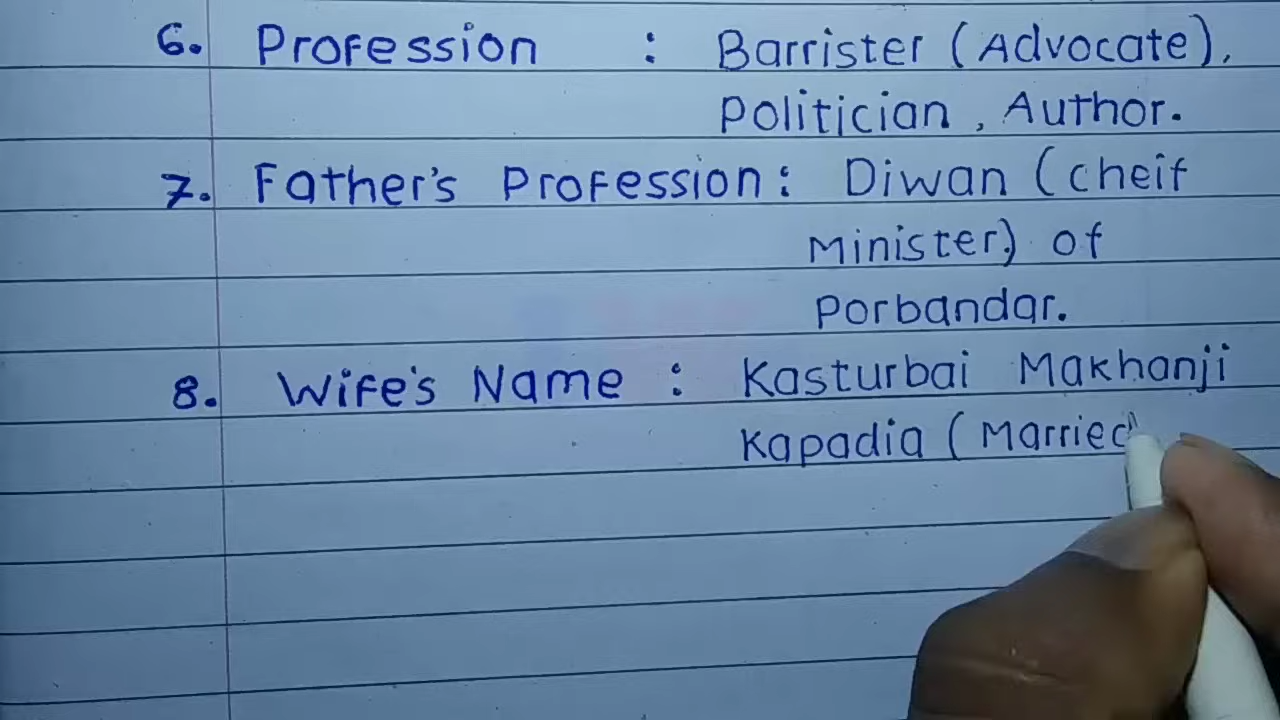 6. Profession : Barrister (Advocate),
Politician, Author.
7. Father's Profession: Diwan (cheif
Minister) of
Porbandar.
8. Wife's Name : Kasturbai Makhanji
Kapadia (Married